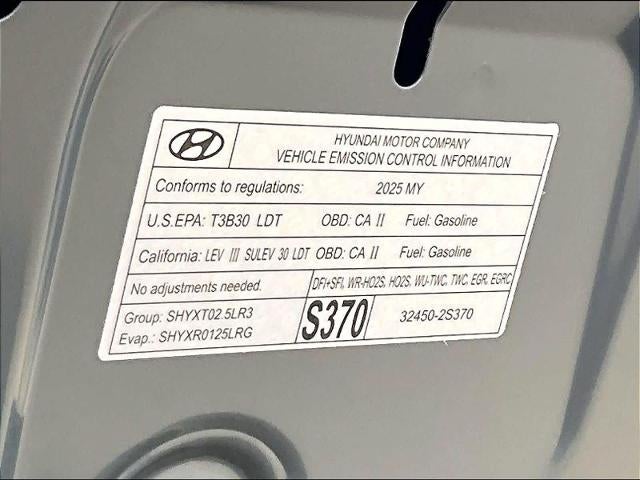 HYUNDAI MOTOR COMPANY
VEHICLE EMISSION CONTROL INFORMATION
Conforms to regulations: 2025 MY
U.S.EPA: T3B30 LDT OBD: CA II Fuel: Gasoline
California: LEV III SULEV 30 LDT OBD: CA II Fuel: Gasoline
No adjustments needed. DFI+SFI, WR-HO2S, HO2S, WU-TWC, TWC, EGR, EGRC
Group: SHYXT02.5LR3
Evap.: SHYXR0125LRG
S370
32450-2S370